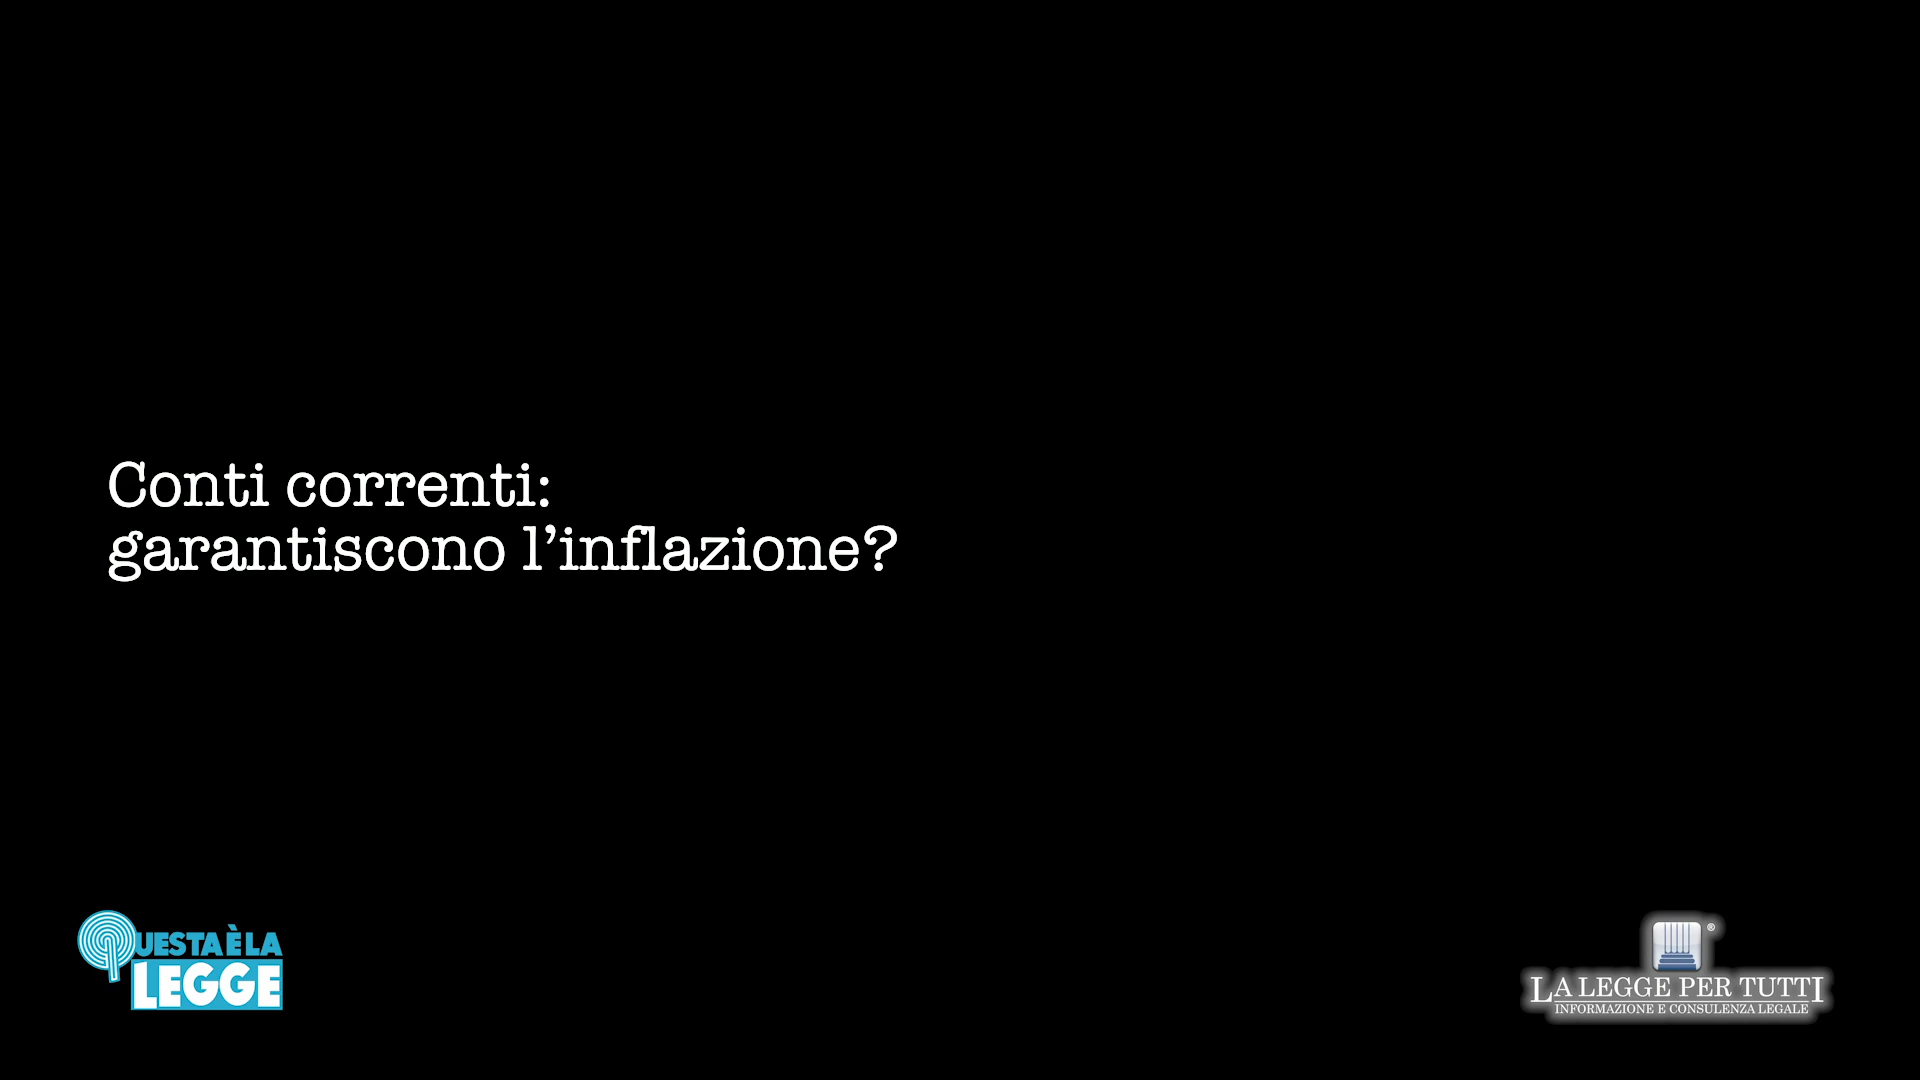 Conti correnti:
garantiscono l’inflazione?
QUESTA È LA
LEGGE
®
LA LEGGE PER TUTTI
INFORMAZIONE E CONSULENZA LEGALE